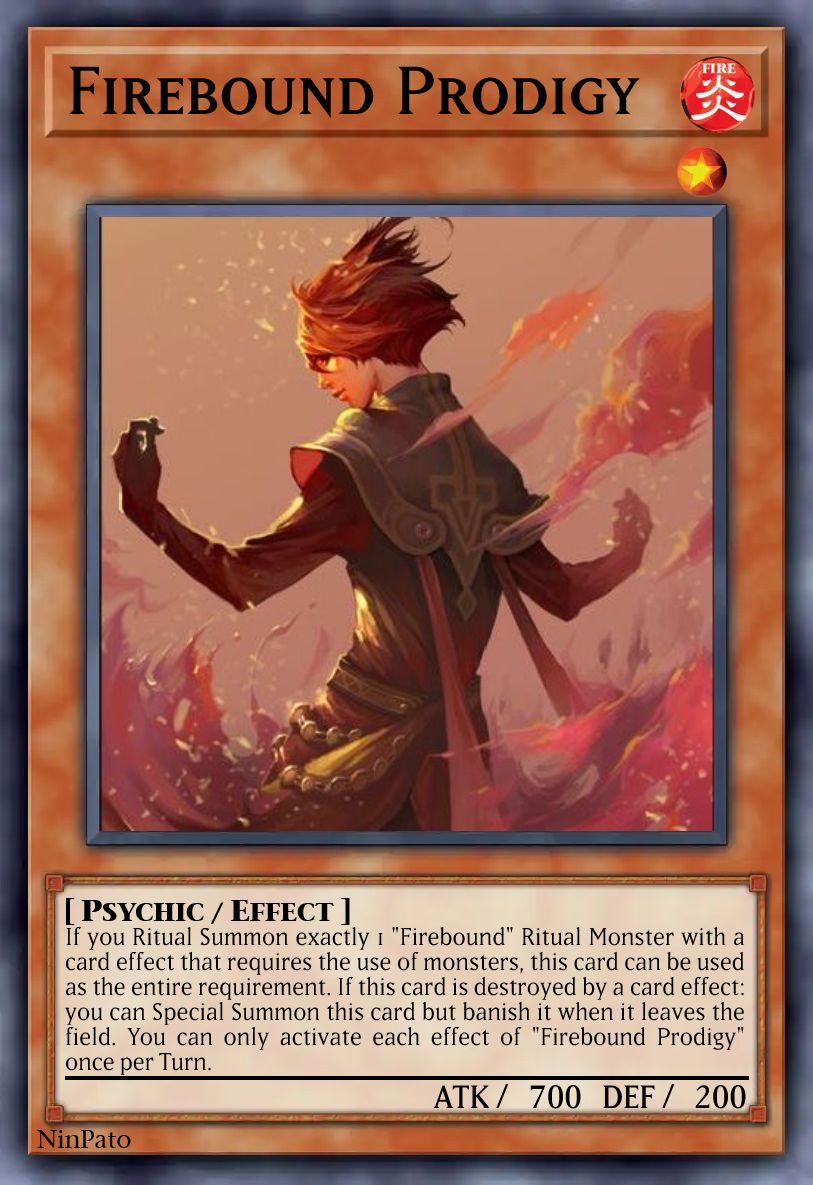 Firebound Prodigy
FIRE
炎
[ Psychic / Effect ]
If you Ritual Summon exactly 1 "Firebound" Ritual Monster with a
card effect that requires the use of monsters, this card can be used
as the entire requirement. If this card is destroyed by a card effect:
you can Special Summon this card but banish it when it leaves the
field. You can only activate each effect of "Firebound Prodigy"
once per Turn.
ATK / 700 DEF / 200
NinPato